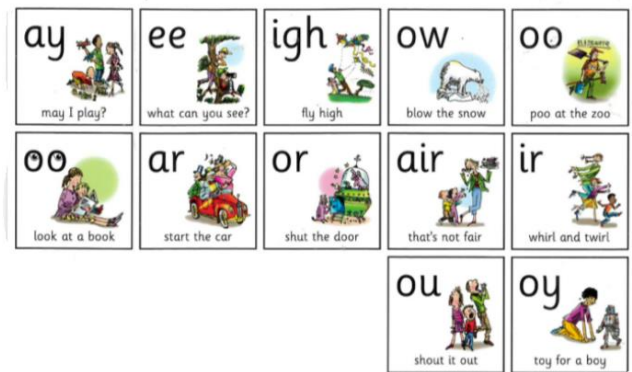 ay
may I play?
ee
what can you see?
igh
fly high
ow
blow the snow
oo
poo at the zoo
oo
look at a book
ar
start the car
or
shut the door
air
that's not fair
ir
whirl and twirl
ou
shout it out
oy
toy for a boy